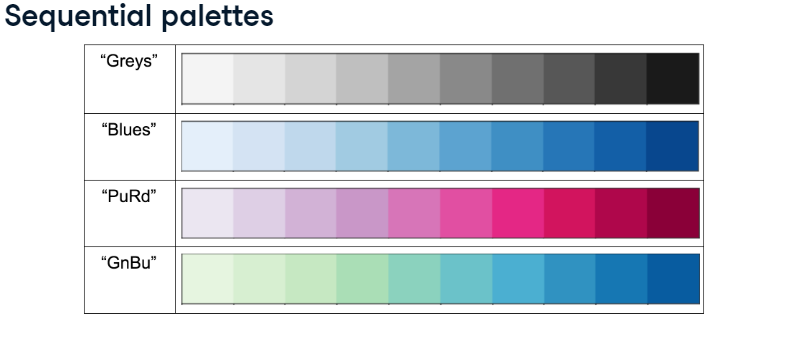 Sequential palettes
“Greys”
“Blues”
“PuRd”
“GnBu”